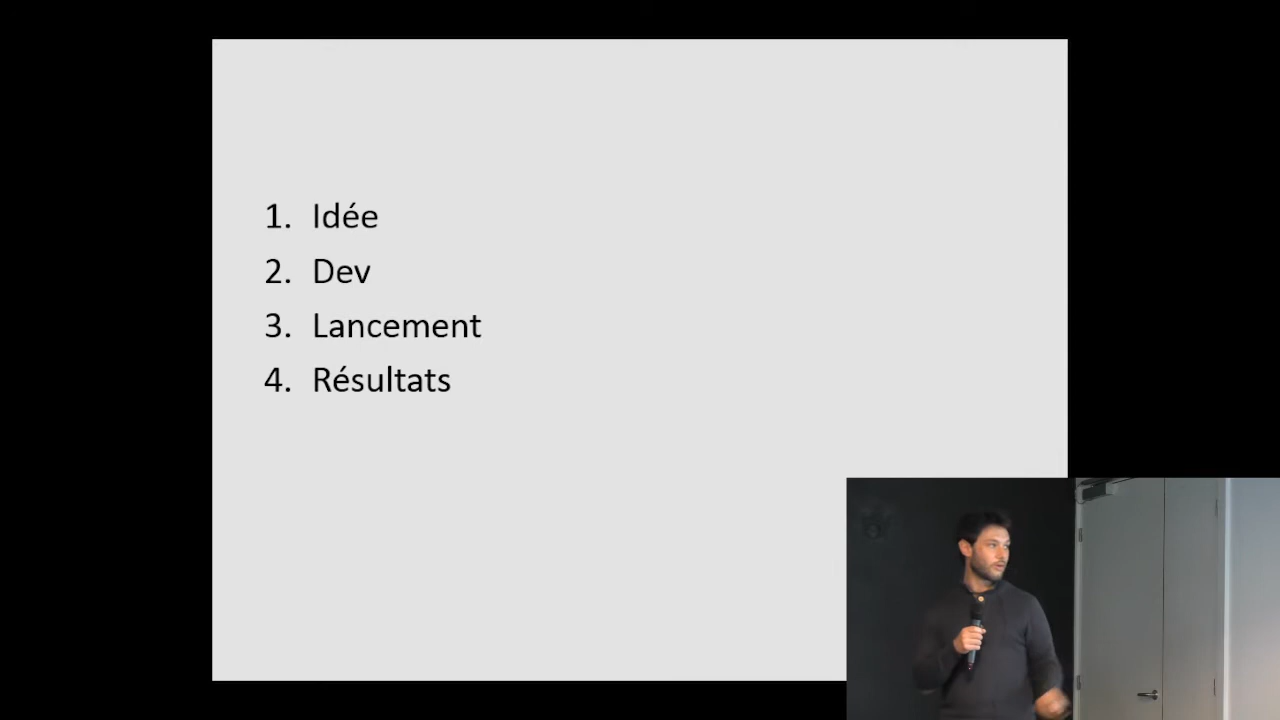 1. Idée
2. Dev
3. Lancement
4. Résultats